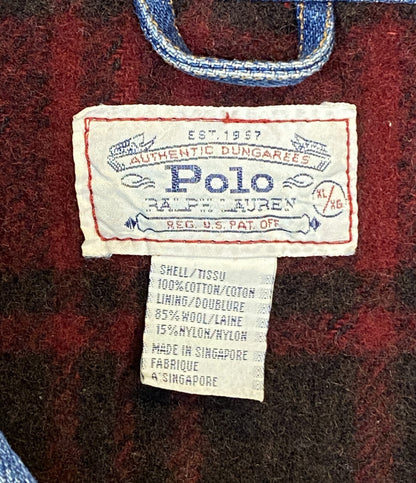 EST. 1967
AUTHENTIC DUNGAREES
Polo
RALPH LAUREN
REG. U.S. PAT. OFF.
XL/XG
SHELL/TISSU
100% COTTON/COTON
LINING/DOUBLURE
85% WOOL/LAINE
15% NYLON/NYLON
MADE IN SINGAPORE
FABRIQUE
A SINGAPORE